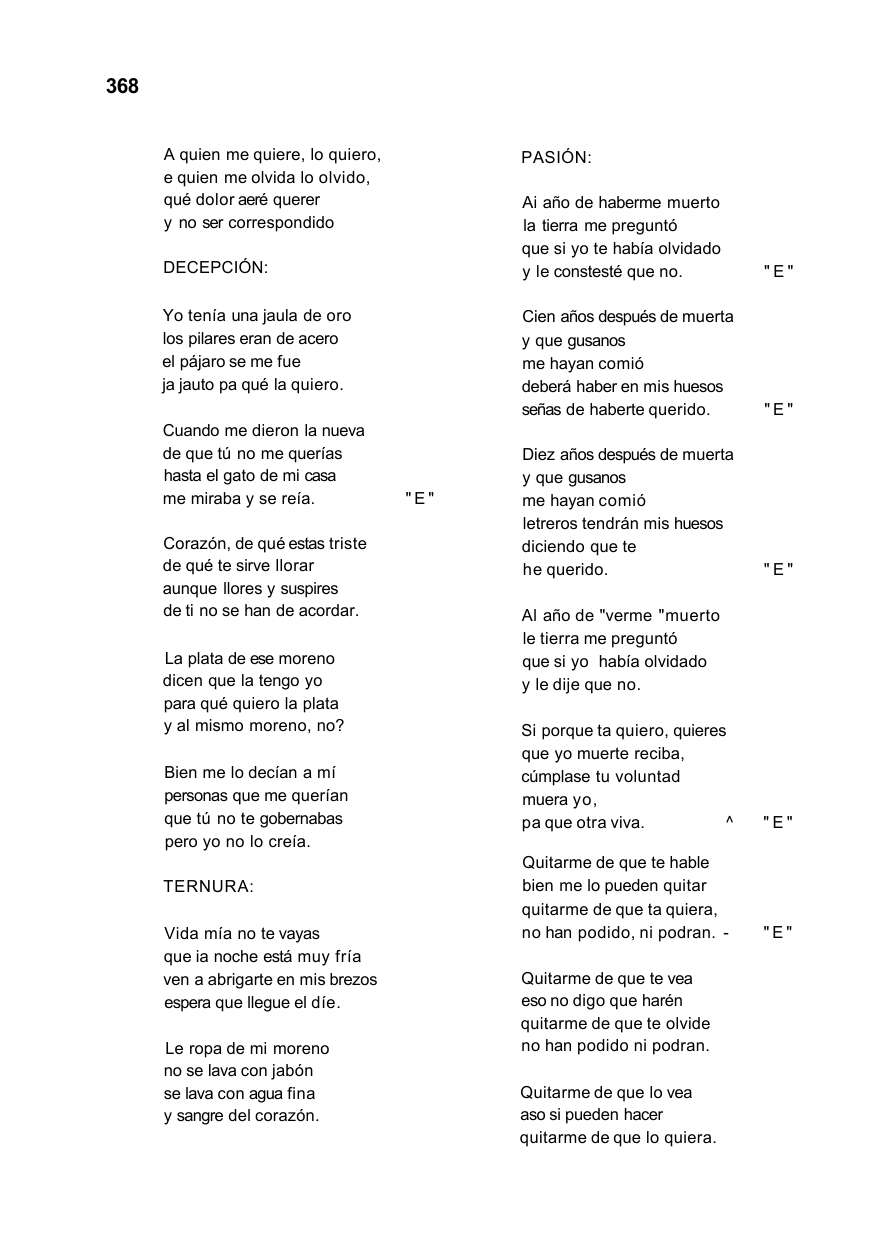 368
A quien me quiere, lo quiero,
e quien me olvida lo olvido,
qué dolor aeré querer
y no ser correspondido
DECEPCIÓN:
Yo tenía una jaula de oro
los pilares eran de acero
el pájaro se me fue
ja jauto pa qué la quiero.
Cuando me dieron la nueva
de que tú no me querías
hasta el gato de mi casa
me miraba y se reía. "E"
Corazón, de qué estas triste
de qué te sirve llorar
aunque llores y suspires
de ti no se han de acordar.
La plata de ese moreno
dicen que la tengo yo
para qué quiero la plata
y al mismo moreno, no?
Bien me lo decían a mí
personas que me querían
que tú no te gobernabas
pero yo no lo creía.
TERNURA:
Vida mía no te vayas
que ia noche está muy fría
ven a abrigarte en mis brezos
espera que llegue el díe.
Le ropa de mi moreno
no se lava con jabón
se lava con agua fina
y sangre del corazón.
PASIÓN:
Ai año de haberme muerto
la tierra me preguntó
que si yo te había olvidado
y le constesté que no. "E"
Cien años después de muerta
y que gusanos
me hayan comió
deberá haber en mis huesos
señas de haberte querido. "E"
Diez años después de muerta
y que gusanos
me hayan comió
letreros tendrán mis huesos
diciendo que te
he querido. "E"
Al año de "verme "muerto
le tierra me preguntó
que si yo había olvidado
y le dije que no.
Si porque ta quiero, quieres
que yo muerte reciba,
cúmplase tu voluntad
muera yo,
pa que otra viva. ^ "E"
Quitarme de que te hable
bien me lo pueden quitar
quitarme de que ta quiera,
no han podido, ni podran. - "E"
Quitarme de que te vea
eso no digo que harén
quitarme de que te olvide
no han podido ni podran.
Quitarme de que lo vea
aso si pueden hacer
quitarme de que lo quiera.